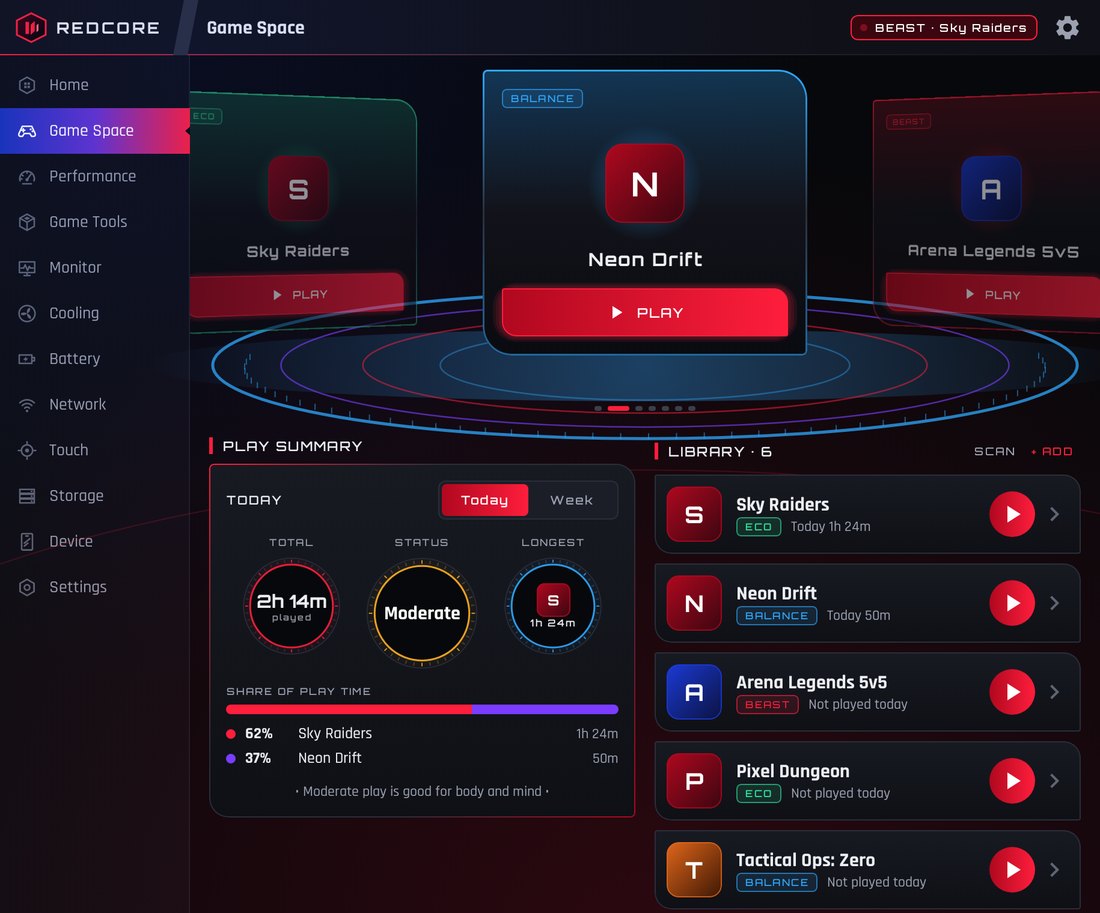 REDCORE
Game Space
BEAST · Sky Raiders
Home
Game Space
Performance
Game Tools
Monitor
Cooling
Battery
Network
Touch
Storage
Device
Settings
ECO
S
Sky Raiders
PLAY
BALANCE
N
Neon Drift
PLAY
BEAST
A
Arena Legends 5v5
PLAY
PLAY SUMMARY
TODAY
Today
Week
TOTAL
STATUS
LONGEST
2h 14m
played
Moderate
S
1h 24m
SHARE OF PLAY TIME
62% Sky Raiders 1h 24m
37% Neon Drift 50m
· Moderate play is good for body and mind ·
LIBRARY · 6
SCAN
+ ADD
S
Sky Raiders
ECO Today 1h 24m
N
Neon Drift
BALANCE Today 50m
A
Arena Legends 5v5
BEAST Not played today
P
Pixel Dungeon
ECO Not played today
T
Tactical Ops: Zero
BALANCE Not played today